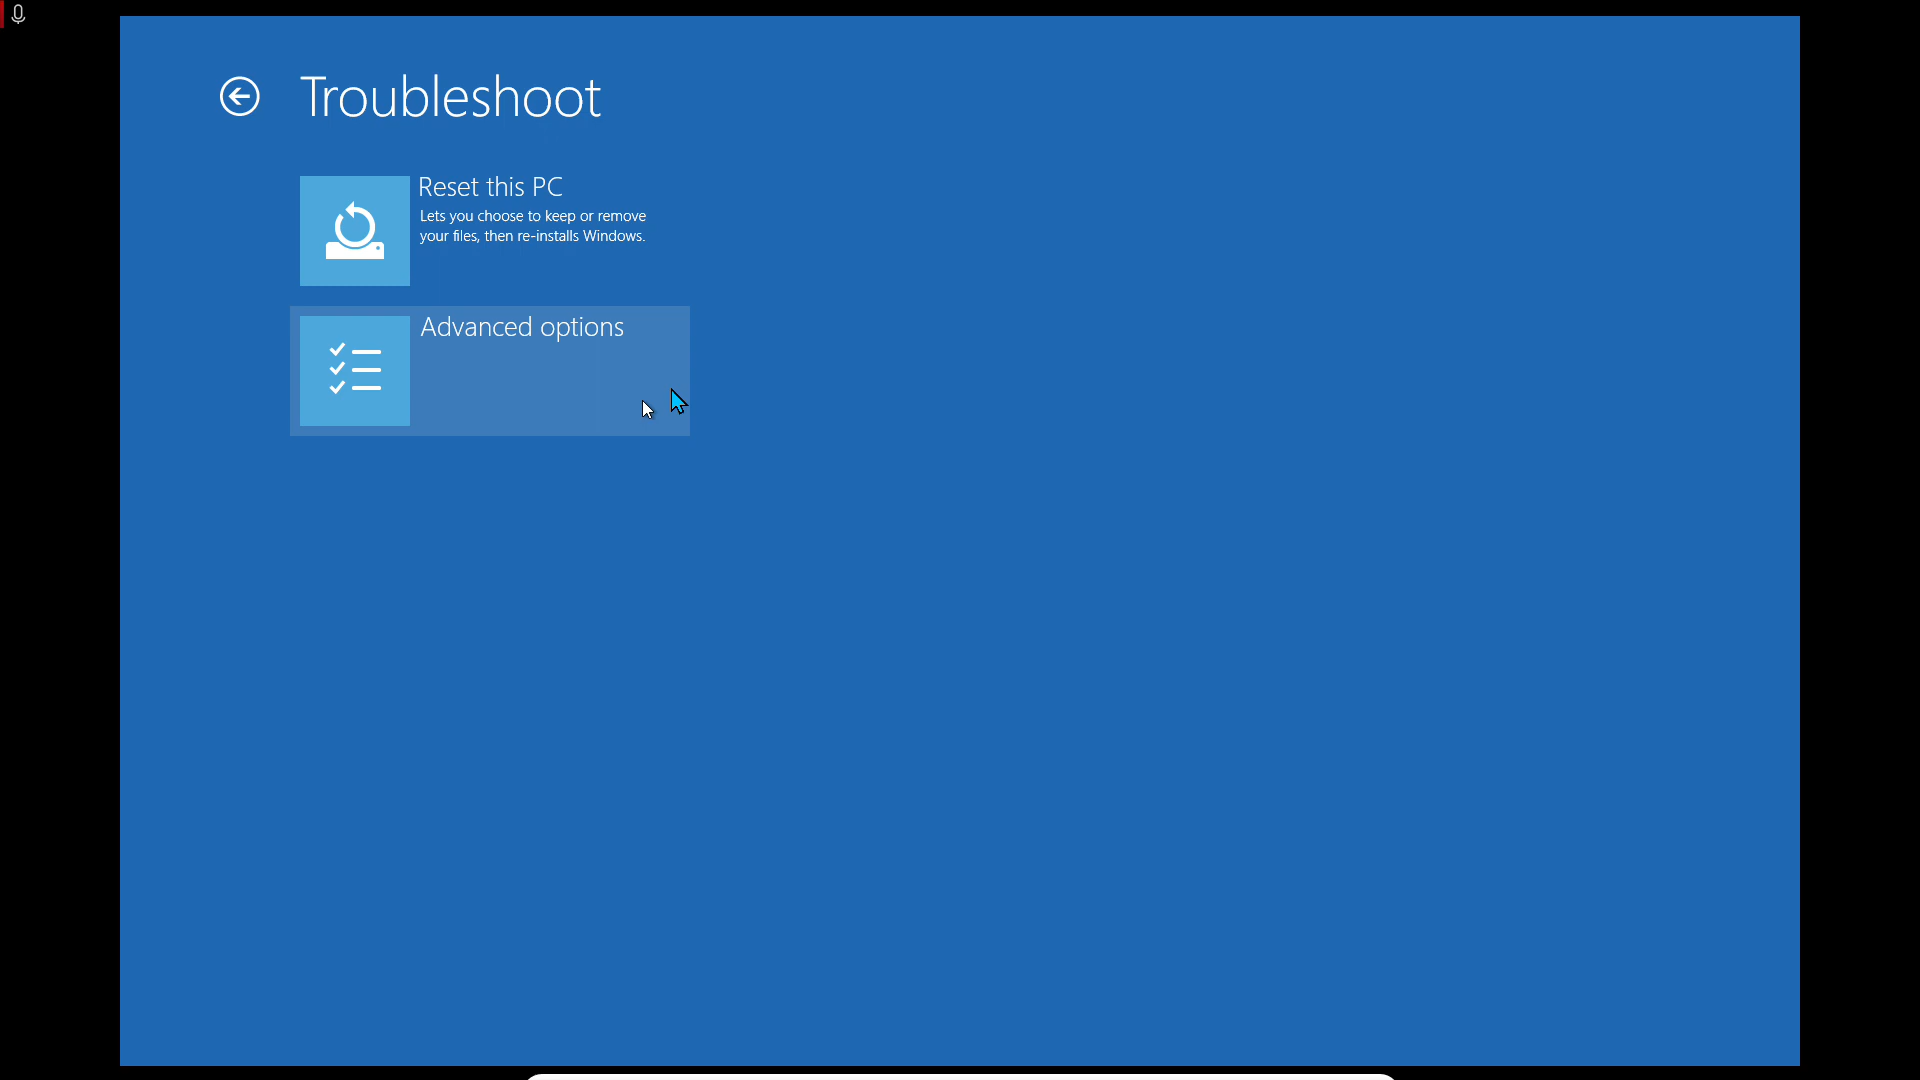 Troubleshoot
Reset this PC
Lets you choose to keep or remove
your files, then re-installs Windows.
Advanced options